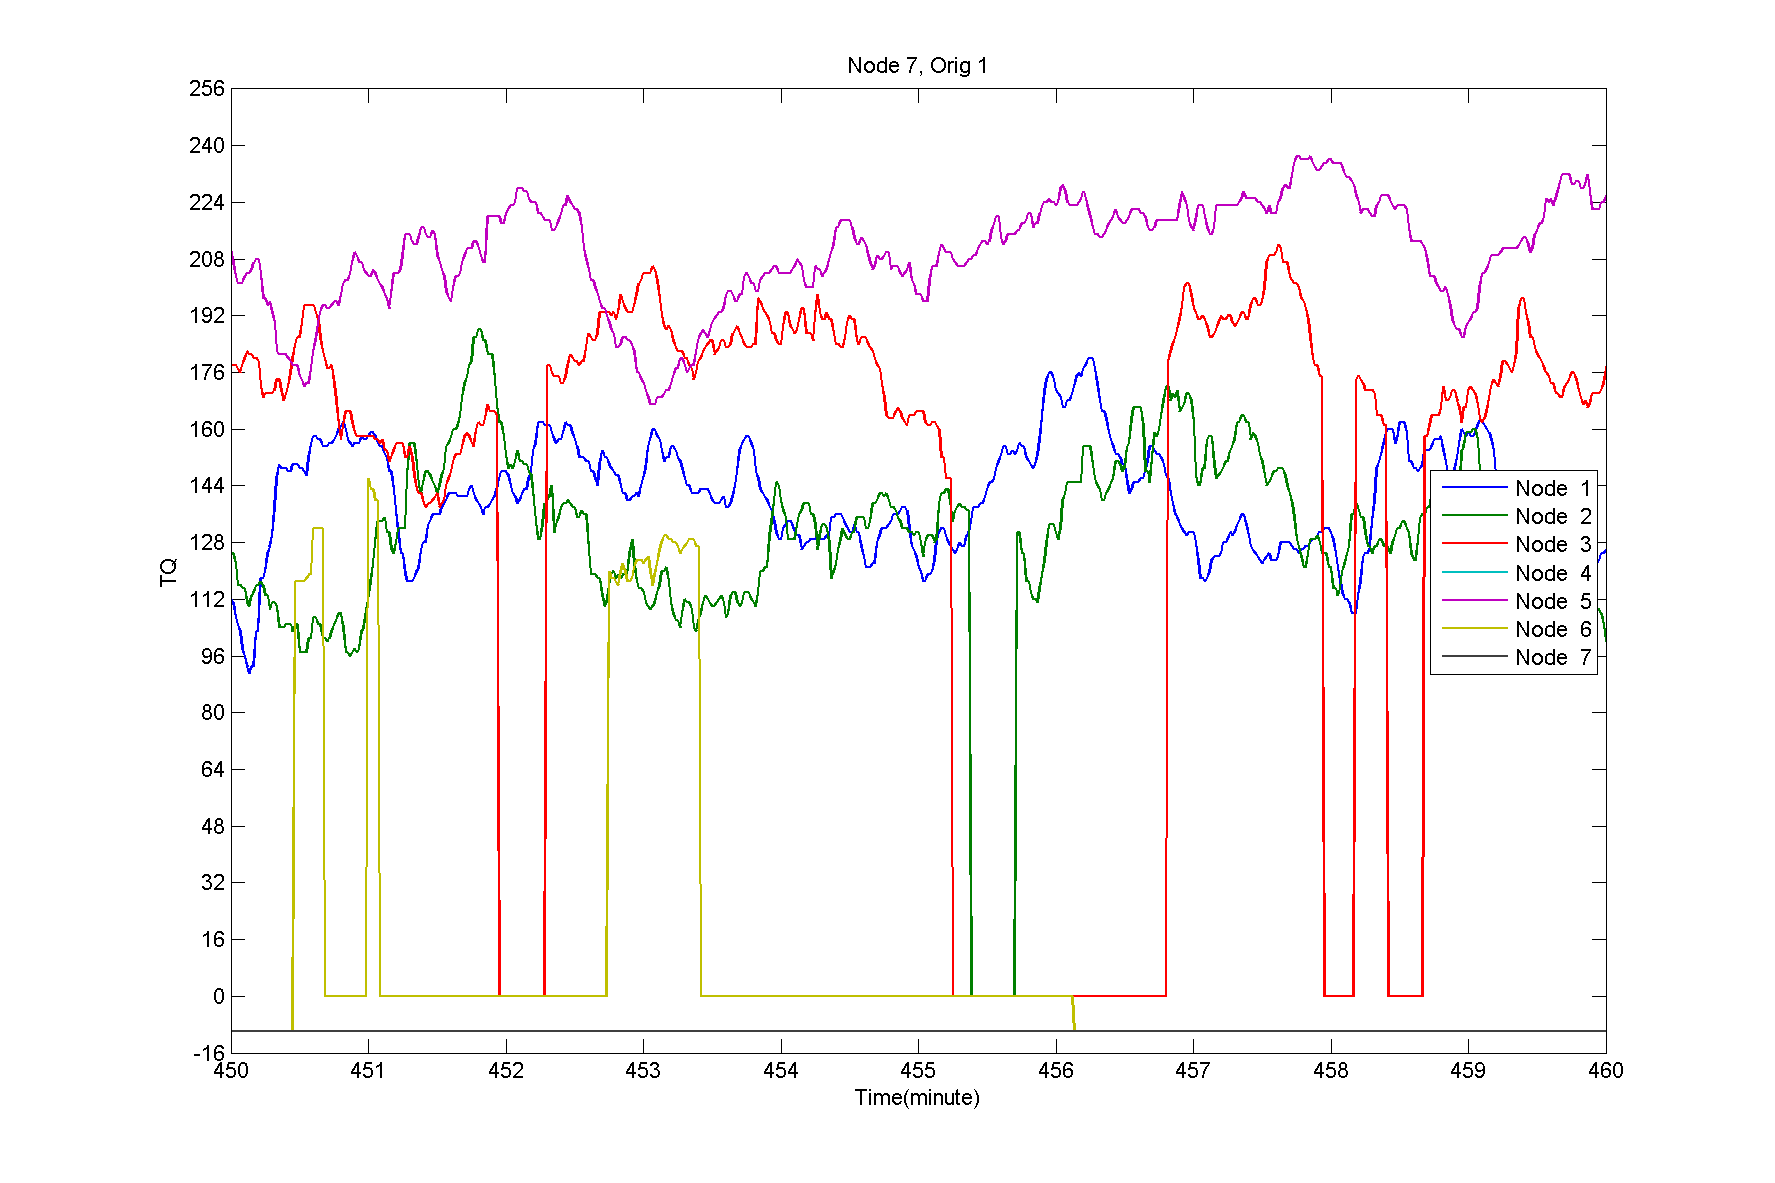 Node 7, Orig 1
256
240
224
208
192
176
160
144
128
112
96
80
64
48
32
16
0
-16
TQ
450 451 452 453 454 455 456 457 458 459 460
Time(minute)
Node 1
Node 2
Node 3
Node 4
Node 5
Node 6
Node 7